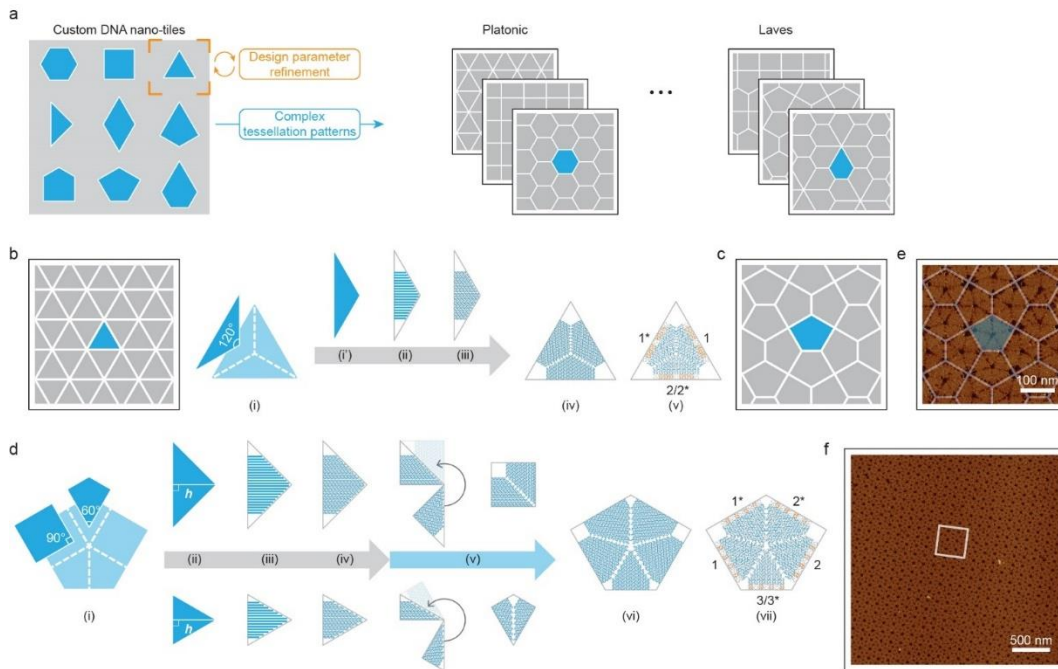 a
Custom DNA nano-tiles
Platonic
Laves
Design parameter
refinement
Complex
tessellation patterns
...
b
120°
(i)
(i')
(ii)
(iii)
(iv)
1*
1
2/2*
(v)
c
e
100 nm
d
60°
90°
(i)
h
(ii)
(iii)
(iv)
(v)
h
(vi)
1*
2*
1
2
3/3*
(vii)
f
500 nm